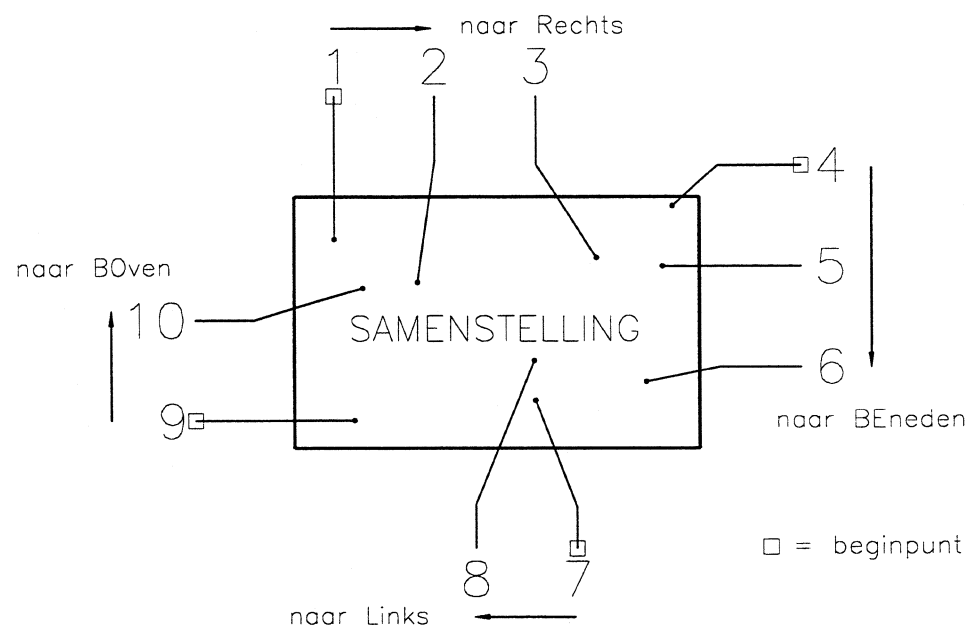 naar Rechts
1 2 3
4
naar BOven
5
10
SAMENSTELLING
6
9
naar BEneden
□ = beginpunt
8 7
naar Links